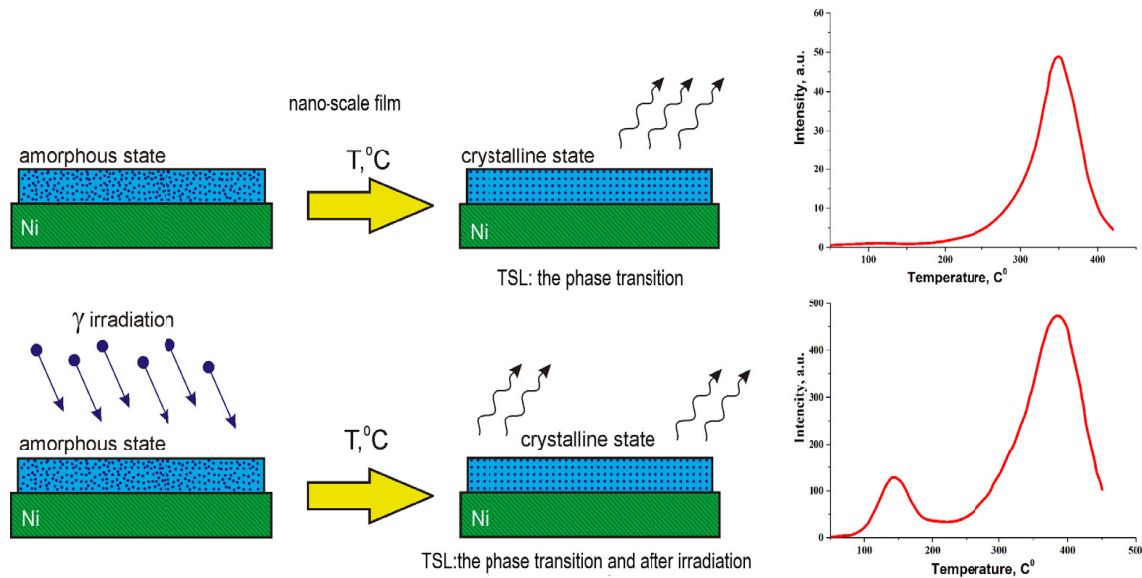 nano-scale film
amorphous state
T,°C
crystalline state
Ni
Ni
TSL: the phase transition
Intensity, a.u.
60
50
40
30
20
10
0
100
200
300
400
Temperature, C⁰
γ irradiation
amorphous state
T,°C
crystalline state
Ni
Ni
TSL:the phase transition and after irradiation
Intencity, a.u.
500
400
300
200
100
0
100
200
300
400
500
Temperature, C⁰